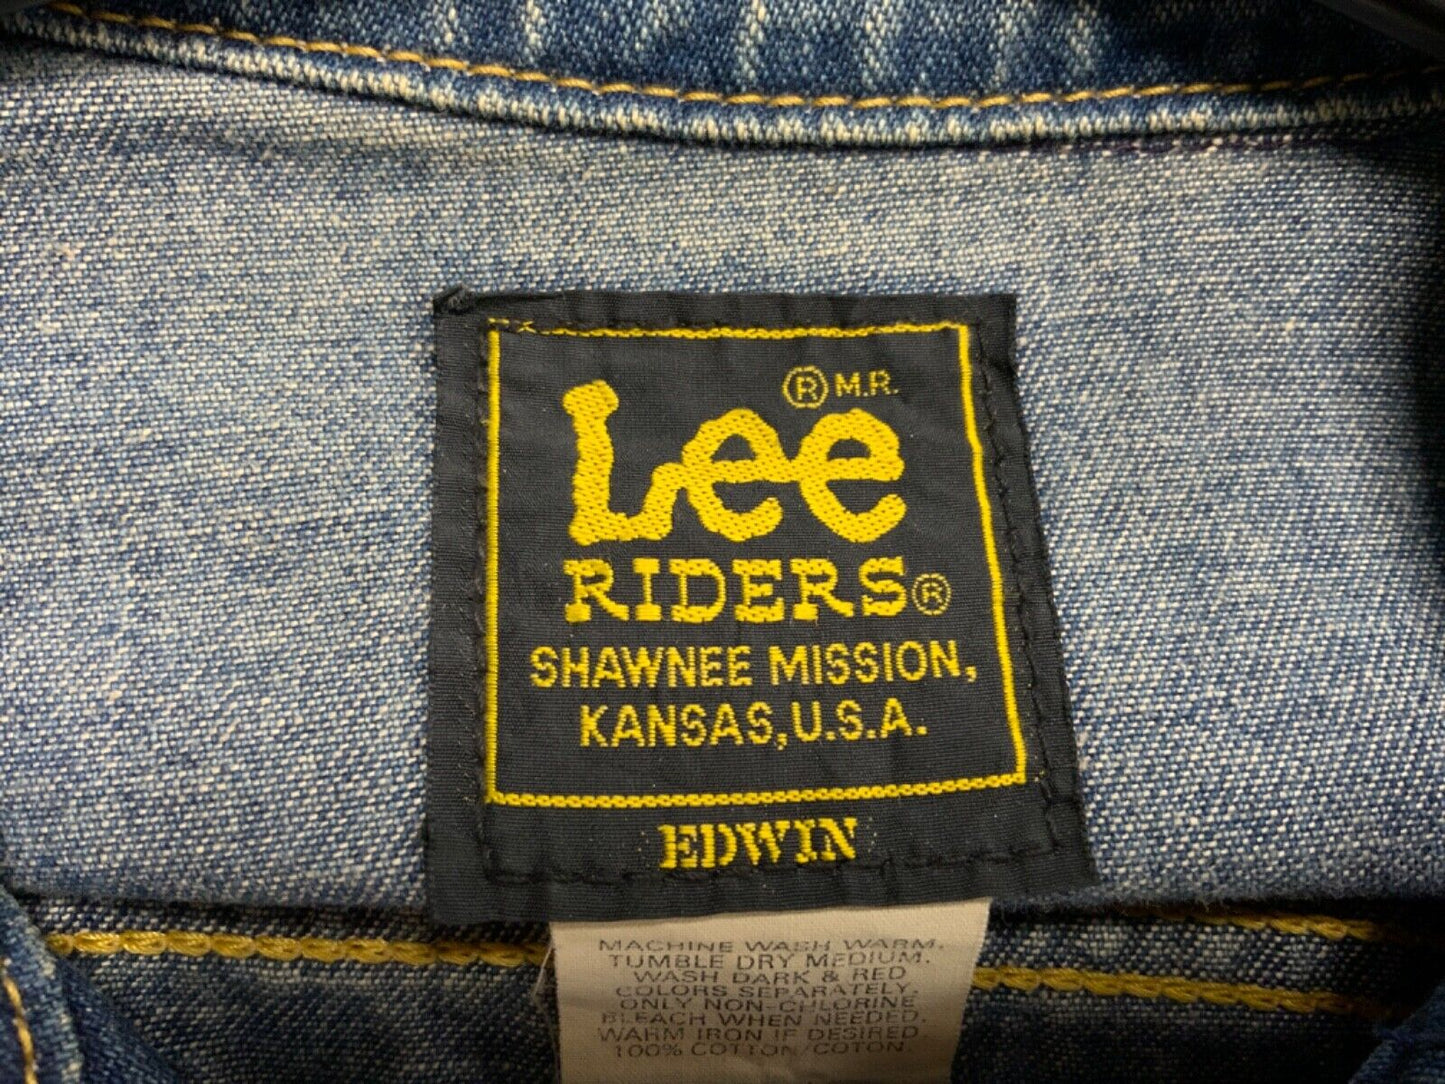 ® M.R.
Lee
RIDERS®
SHAWNEE MISSION,
KANSAS, U.S.A.
EDWIN
MACHINE WASH WARM.
TUMBLE DRY MEDIUM.
WASH DARK & RED
COLORS SEPARATELY.
ONLY NON-CHLORINE
BLEACH WHEN NEEDED.
WARM IRON IF DESIRED
100% COTTON/COTON.